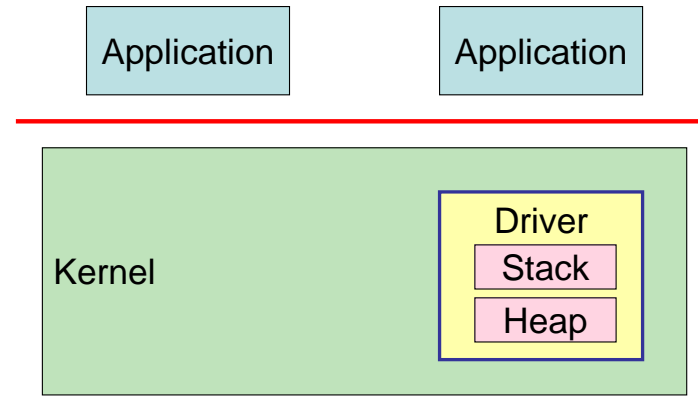 Application
Application
Driver
Kernel
Stack
Heap